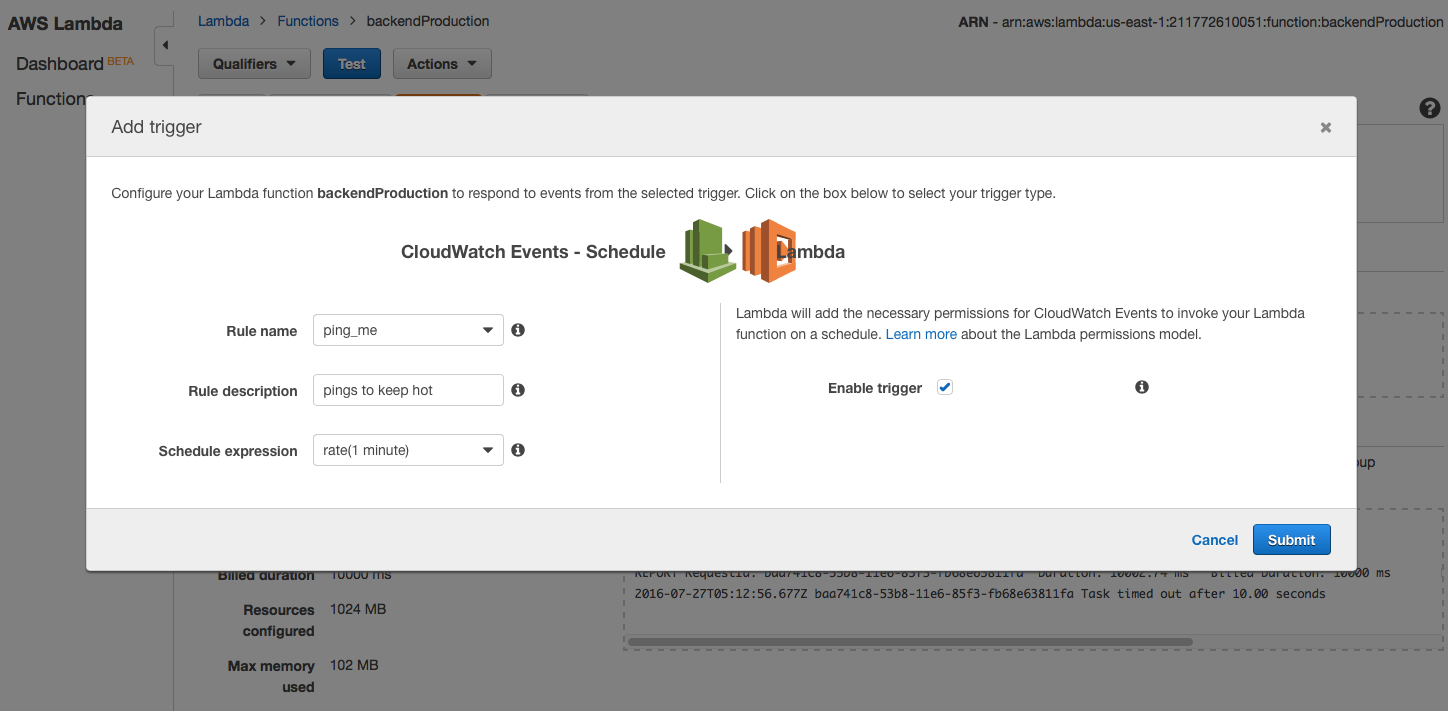 AWS Lambda
Dashboard BETA
Functions
Lambda > Functions > backendProduction
ARN - arn:aws:lambda:us-east-1:211772610051:function:backendProduction
Qualifiers Test Actions
Add trigger
Configure your Lambda function backendProduction to respond to events from the selected trigger. Click on the box below to select your trigger type.
CloudWatch Events - Schedule Lambda
Rule name ping_me
Rule description pings to keep hot
Schedule expression rate(1 minute)
Lambda will add the necessary permissions for CloudWatch Events to invoke your Lambda
function on a schedule. Learn more about the Lambda permissions model.
Enable trigger
Cancel Submit
Billed duration 10000 ms
Resources configured 1024 MB
Max memory used 102 MB
REPORT RequestId: baa741c8-53b8-11e6-85f3-fb68e63811fa Duration: 10002.74 ms Billed Duration: 10000 ms
2016-07-27T05:12:56.677Z baa741c8-53b8-11e6-85f3-fb68e63811fa Task timed out after 10.00 seconds